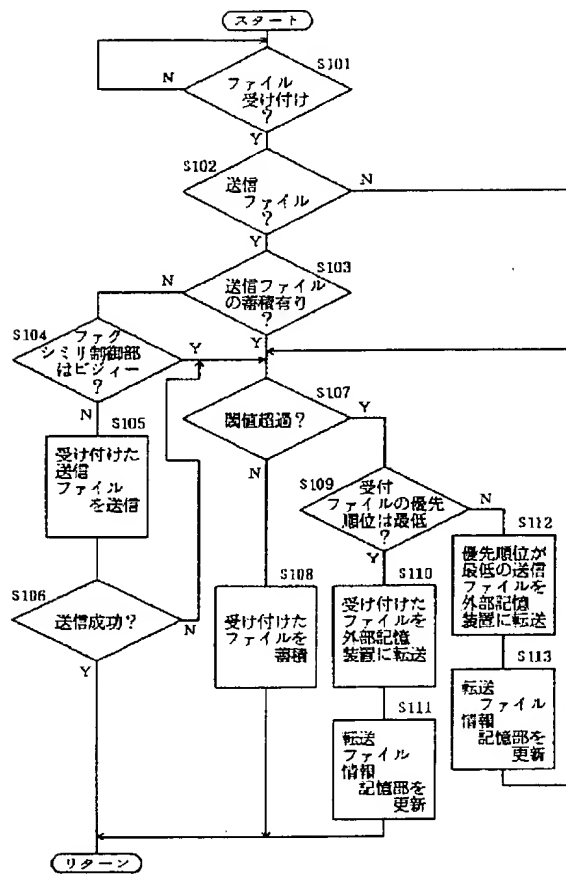 スタート
S101
N
ファイル
受け付け
?
Y
S102
N
送信
ファイル
?
Y
S103
N
送信ファイル
の蓄積有り
?
Y
S104
ファク
シミリ制御部
はビジィー
?
Y
N
S107
閾値超過?
Y
N
S105
受け付けた
送信
ファイル
を送信
S109
受付
ファイルの優先
順位は最低
?
N
Y
S112
優先順位が
最低の送信
ファイルを
外部記憶
装置に転送
S106
送信成功?
N
Y
S108
受け付けた
ファイルを
蓄積
S110
受け付けた
ファイルを
外部記憶
装置に転送
S113
転送
ファイル
情報
記憶部を
更新
S111
転送
ファイル
情報
記憶部を
更新
リターン